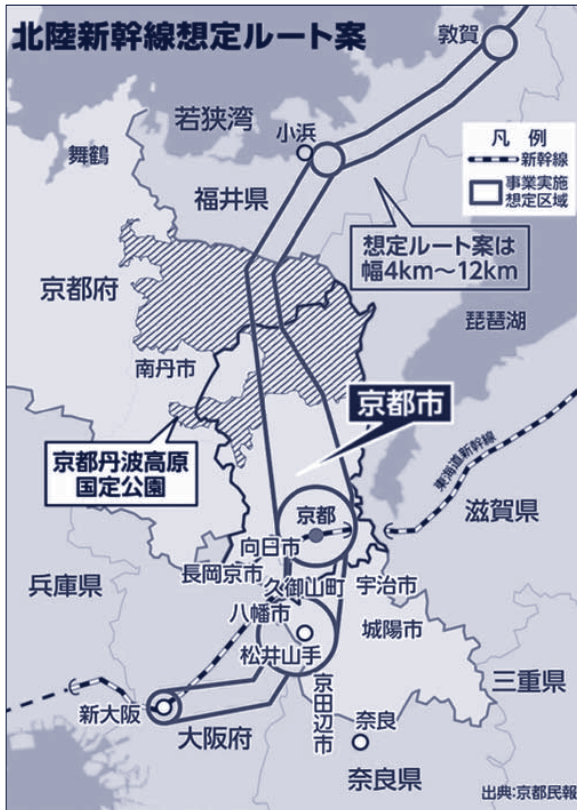 北陸新幹線想定ルート案
敦賀
若狭湾
小浜
舞鶴
凡例
新幹線
事業実施
想定区域
福井県
想定ルート案は
幅4km〜12km
京都府
琵琶湖
南丹市
京都市
京都丹波高原
国定公園
東海道新幹線
滋賀県
京都
向日市
長岡京市
久御山町
宇治市
兵庫県
八幡市
城陽市
松井山手
京田辺市
三重県
新大阪
大阪府
奈良
奈良県
出典:京都民報